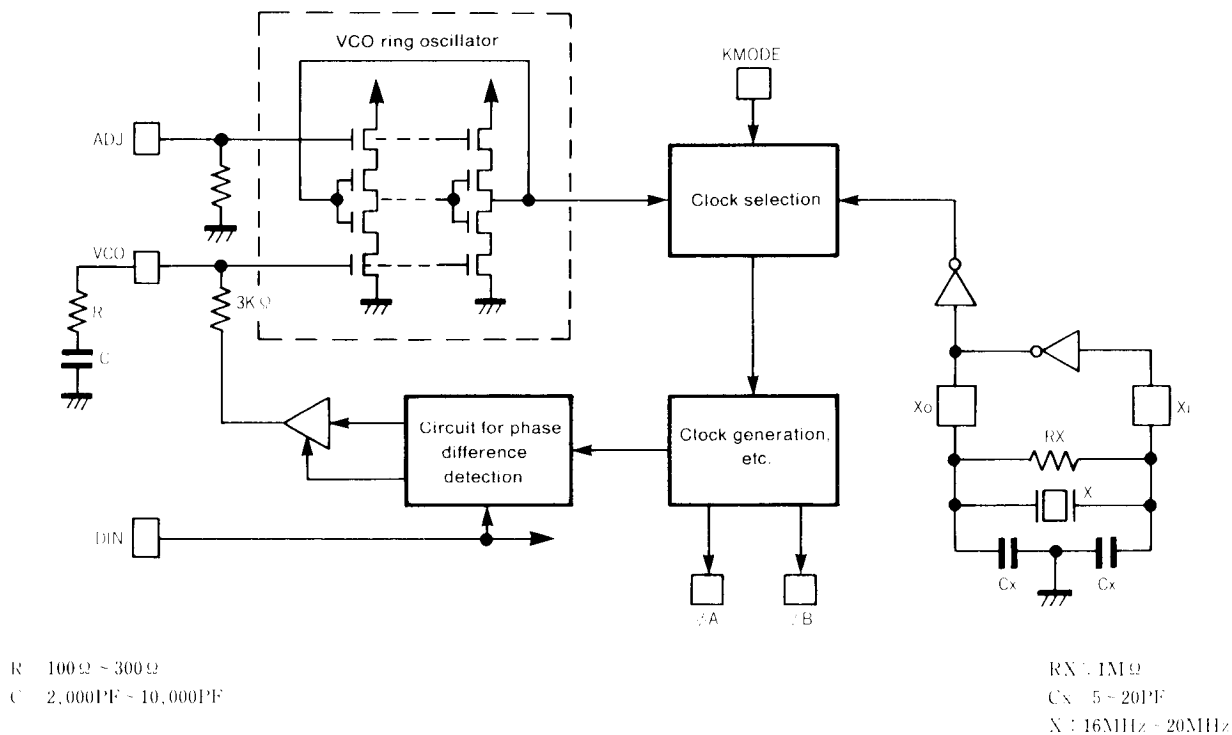 VCO ring oscillator
KMODE
ADJ
Clock selection
VCO
3KΩ
R
C
Xo
Xi
Circuit for phase
difference
detection
Clock generation,
etc.
RX
X
DIN
Cx
Cx
A
B
R 100Ω ~ 300Ω
C 2,000PF ~ 10,000PF
RX : 1MΩ
Cx 5 ~ 20PF
X : 16MHz ~ 20MHz